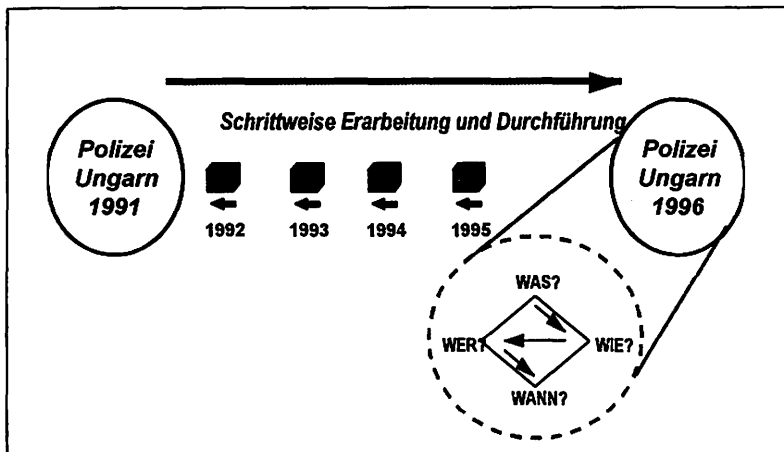 Schrittweise Erarbeitung und Durchführung
Polizei
Ungarn
1991
Polizei
Ungarn
1996
1992 1993 1994 1995
WAS?
WER? WIE?
WANN?